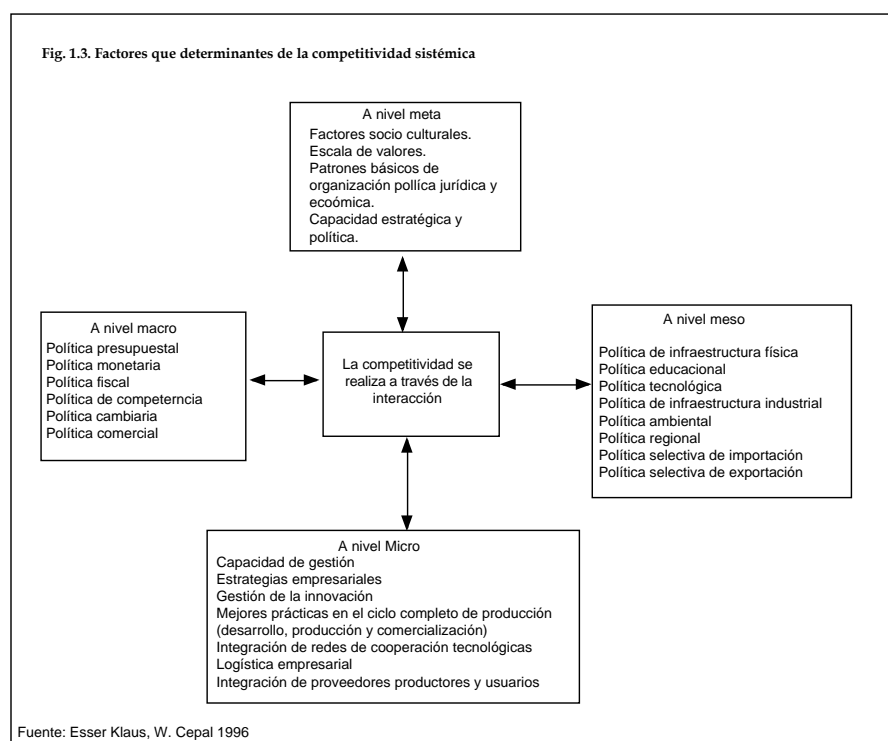 Fig. 1.3. Factores que determinantes de la competitividad sistémica
A nivel meta
Factores socio culturales.
Escala de valores.
Patrones básicos de
organización pollíca jurídica y
ecoómica.
Capacidad estratégica y
política.
A nivel macro
Política presupuestal
Política monetaria
Política fiscal
Política de competerncia
Política cambiaria
Política comercial
La competitividad se
realiza a través de la
interacción
A nivel meso
Política de infraestructura física
Política educacional
Política tecnológica
Política de infraestructura industrial
Política ambiental
Política regional
Política selectiva de importación
Política selectiva de exportación
A nivel Micro
Capacidad de gestión
Estrategias empresariales
Gestión de la innovación
Mejores prácticas en el ciclo completo de producción
(desarrollo, producción y comercialización)
Integración de redes de cooperación tecnológicas
Logística empresarial
Integración de proveedores productores y usuarios
Fuente: Esser Klaus, W. Cepal 1996